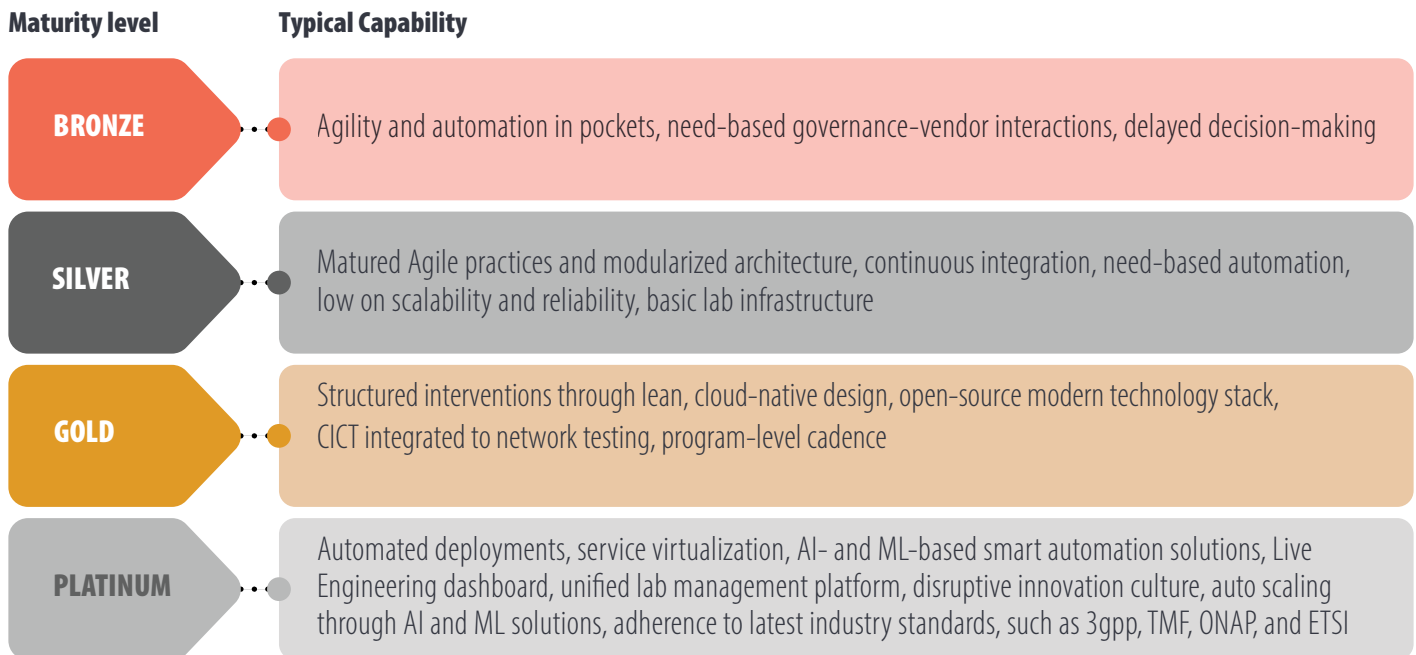 Maturity level
Typical Capability
BRONZE
Agility and automation in pockets, need-based governance-vendor interactions, delayed decision-making
SILVER
Matured Agile practices and modularized architecture, continuous integration, need-based automation,
low on scalability and reliability, basic lab infrastructure
GOLD
Structured interventions through lean, cloud-native design, open-source modern technology stack,
CICT integrated to network testing, program-level cadence
PLATINUM
Automated deployments, service virtualization, AI- and ML-based smart automation solutions, Live
Engineering dashboard, unified lab management platform, disruptive innovation culture, auto scaling
through AI and ML solutions, adherence to latest industry standards, such as 3gpp, TMF, ONAP, and ETSI